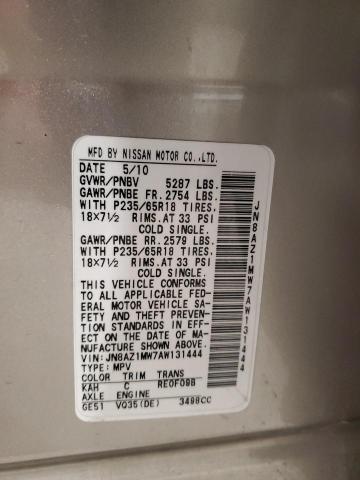 MFD BY NISSAN MOTOR CO.,LTD.
DATE 5/10
GVWR/PNBV 5287 LBS.
GAWR/PNBE FR. 2754 LBS.
WITH P235/65R18 TIRES,
18×7½ RIMS.AT 33 PSI
COLD SINGLE.
GAWR/PNBE RR. 2579 LBS.
WITH P235/65R18 TIRES,
18×7½ RIMS.AT 33 PSI
COLD SINGLE.
THIS VEHICLE CONFORMS
TO ALL APPLICABLE FED-
ERAL MOTOR VEHICLE SA-
FETY AND THEFT PREVEN-
TION STANDARDS IN EFF-
ECT ON THE DATE OF MA-
NUFACTURE SHOWN ABOVE.
VIN:JN8AZ1MW7AW131444
TYPE: MPV
COLOR TRIM TRANS
KAH C RE0F09B
AXLE ENGINE
GE51 VQ35(DE) 3498CC
JN8AZ1MW7AW131444